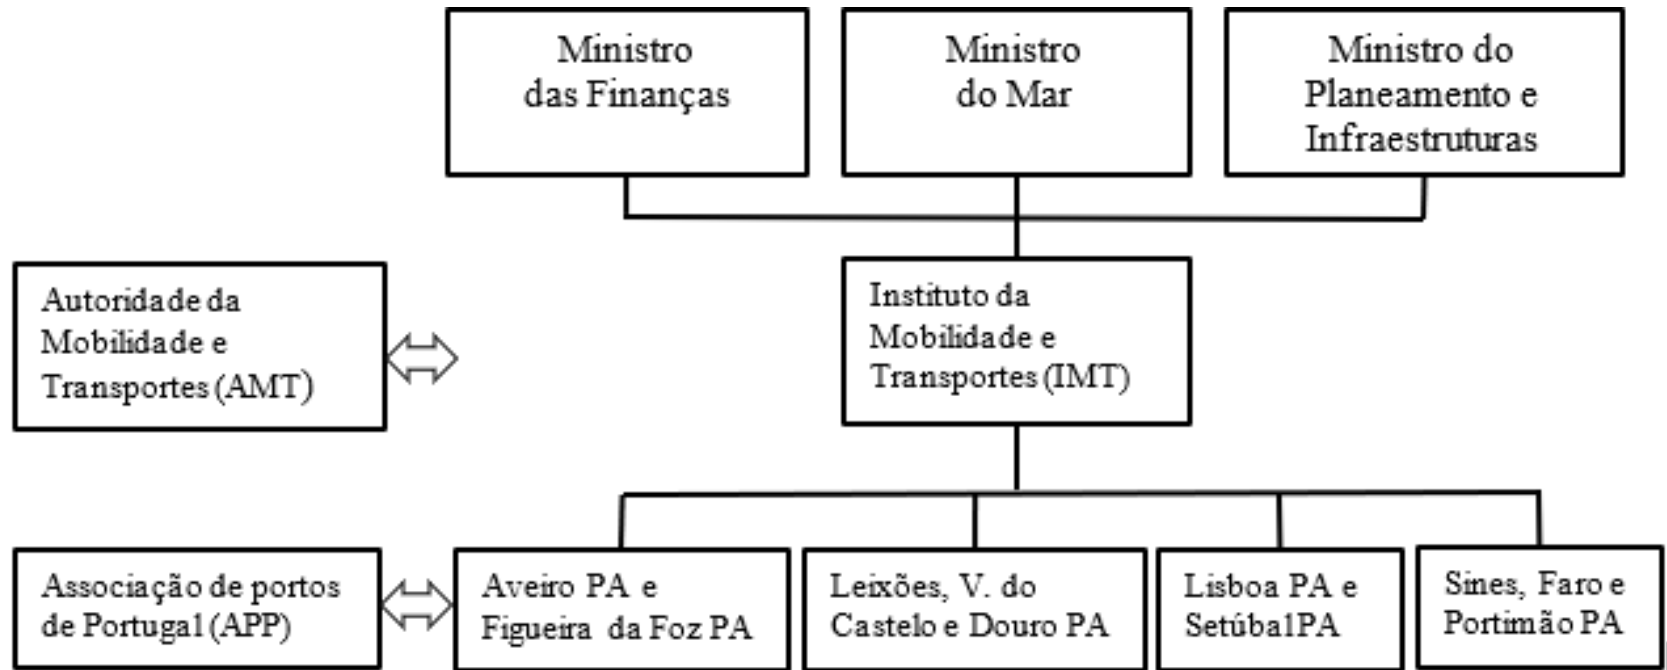 Ministro
das Finanças
Ministro
do Mar
Ministro do
Planeamento e
Infraestruturas
Autoridade da
Mobilidade e
Transportes (AMT)
Instituto da
Mobilidade e
Transportes (IMT)
Associação de portos
de Portugal (APP)
Aveiro PA e
Figueira da Foz PA
Leixões, V. do
Castelo e Douro PA
Lisboa PA e
Setúbal PA
Sines, Faro e
Portimão PA